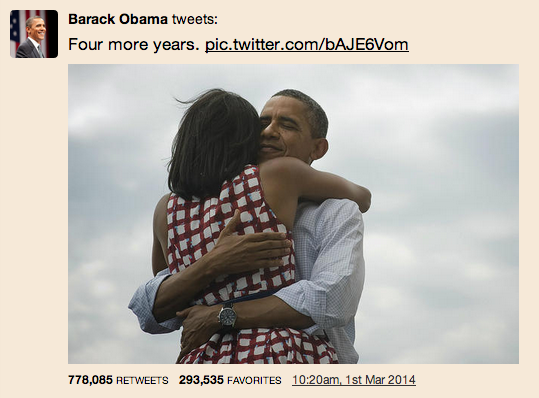 Barack Obama tweets:
Four more years. pic.twitter.com/bAJE6Vom
778,085 RETWEETS 293,535 FAVORITES 10:20am, 1st Mar 2014